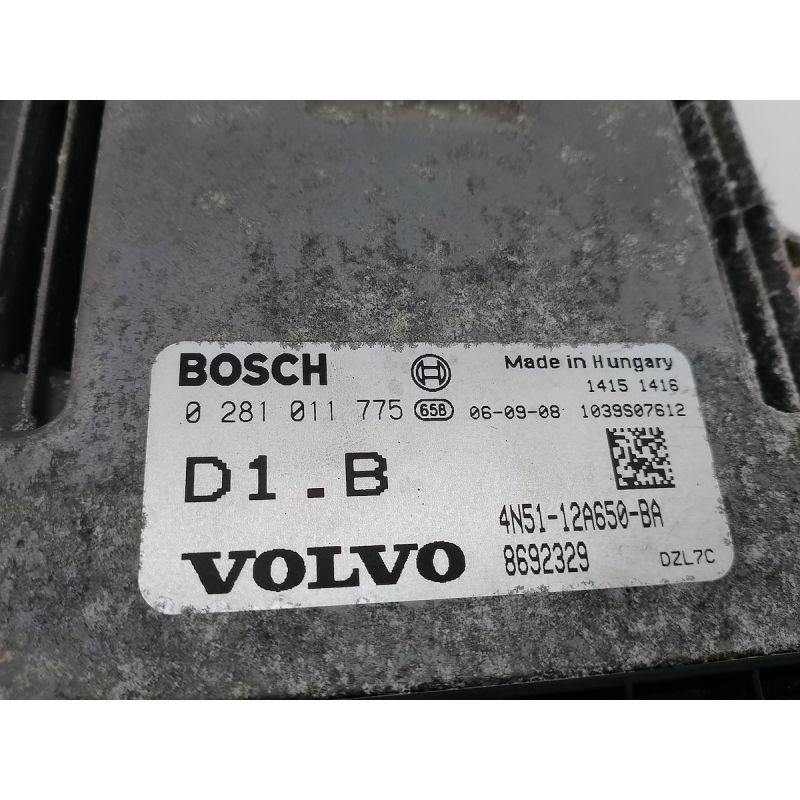 BOSCH Made in Hungary
1415 1416
0 281 011 775 658 06-09-08 1039S07612
D1.B
4N51-12A650-BA
VOLVO 8692329 DZL7C